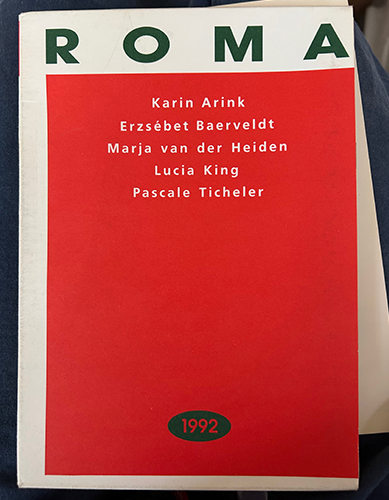 ROMA
Karin Arink
Erzsébet Baerveldt
Marja van der Heiden
Lucia King
Pascale Ticheler
1992